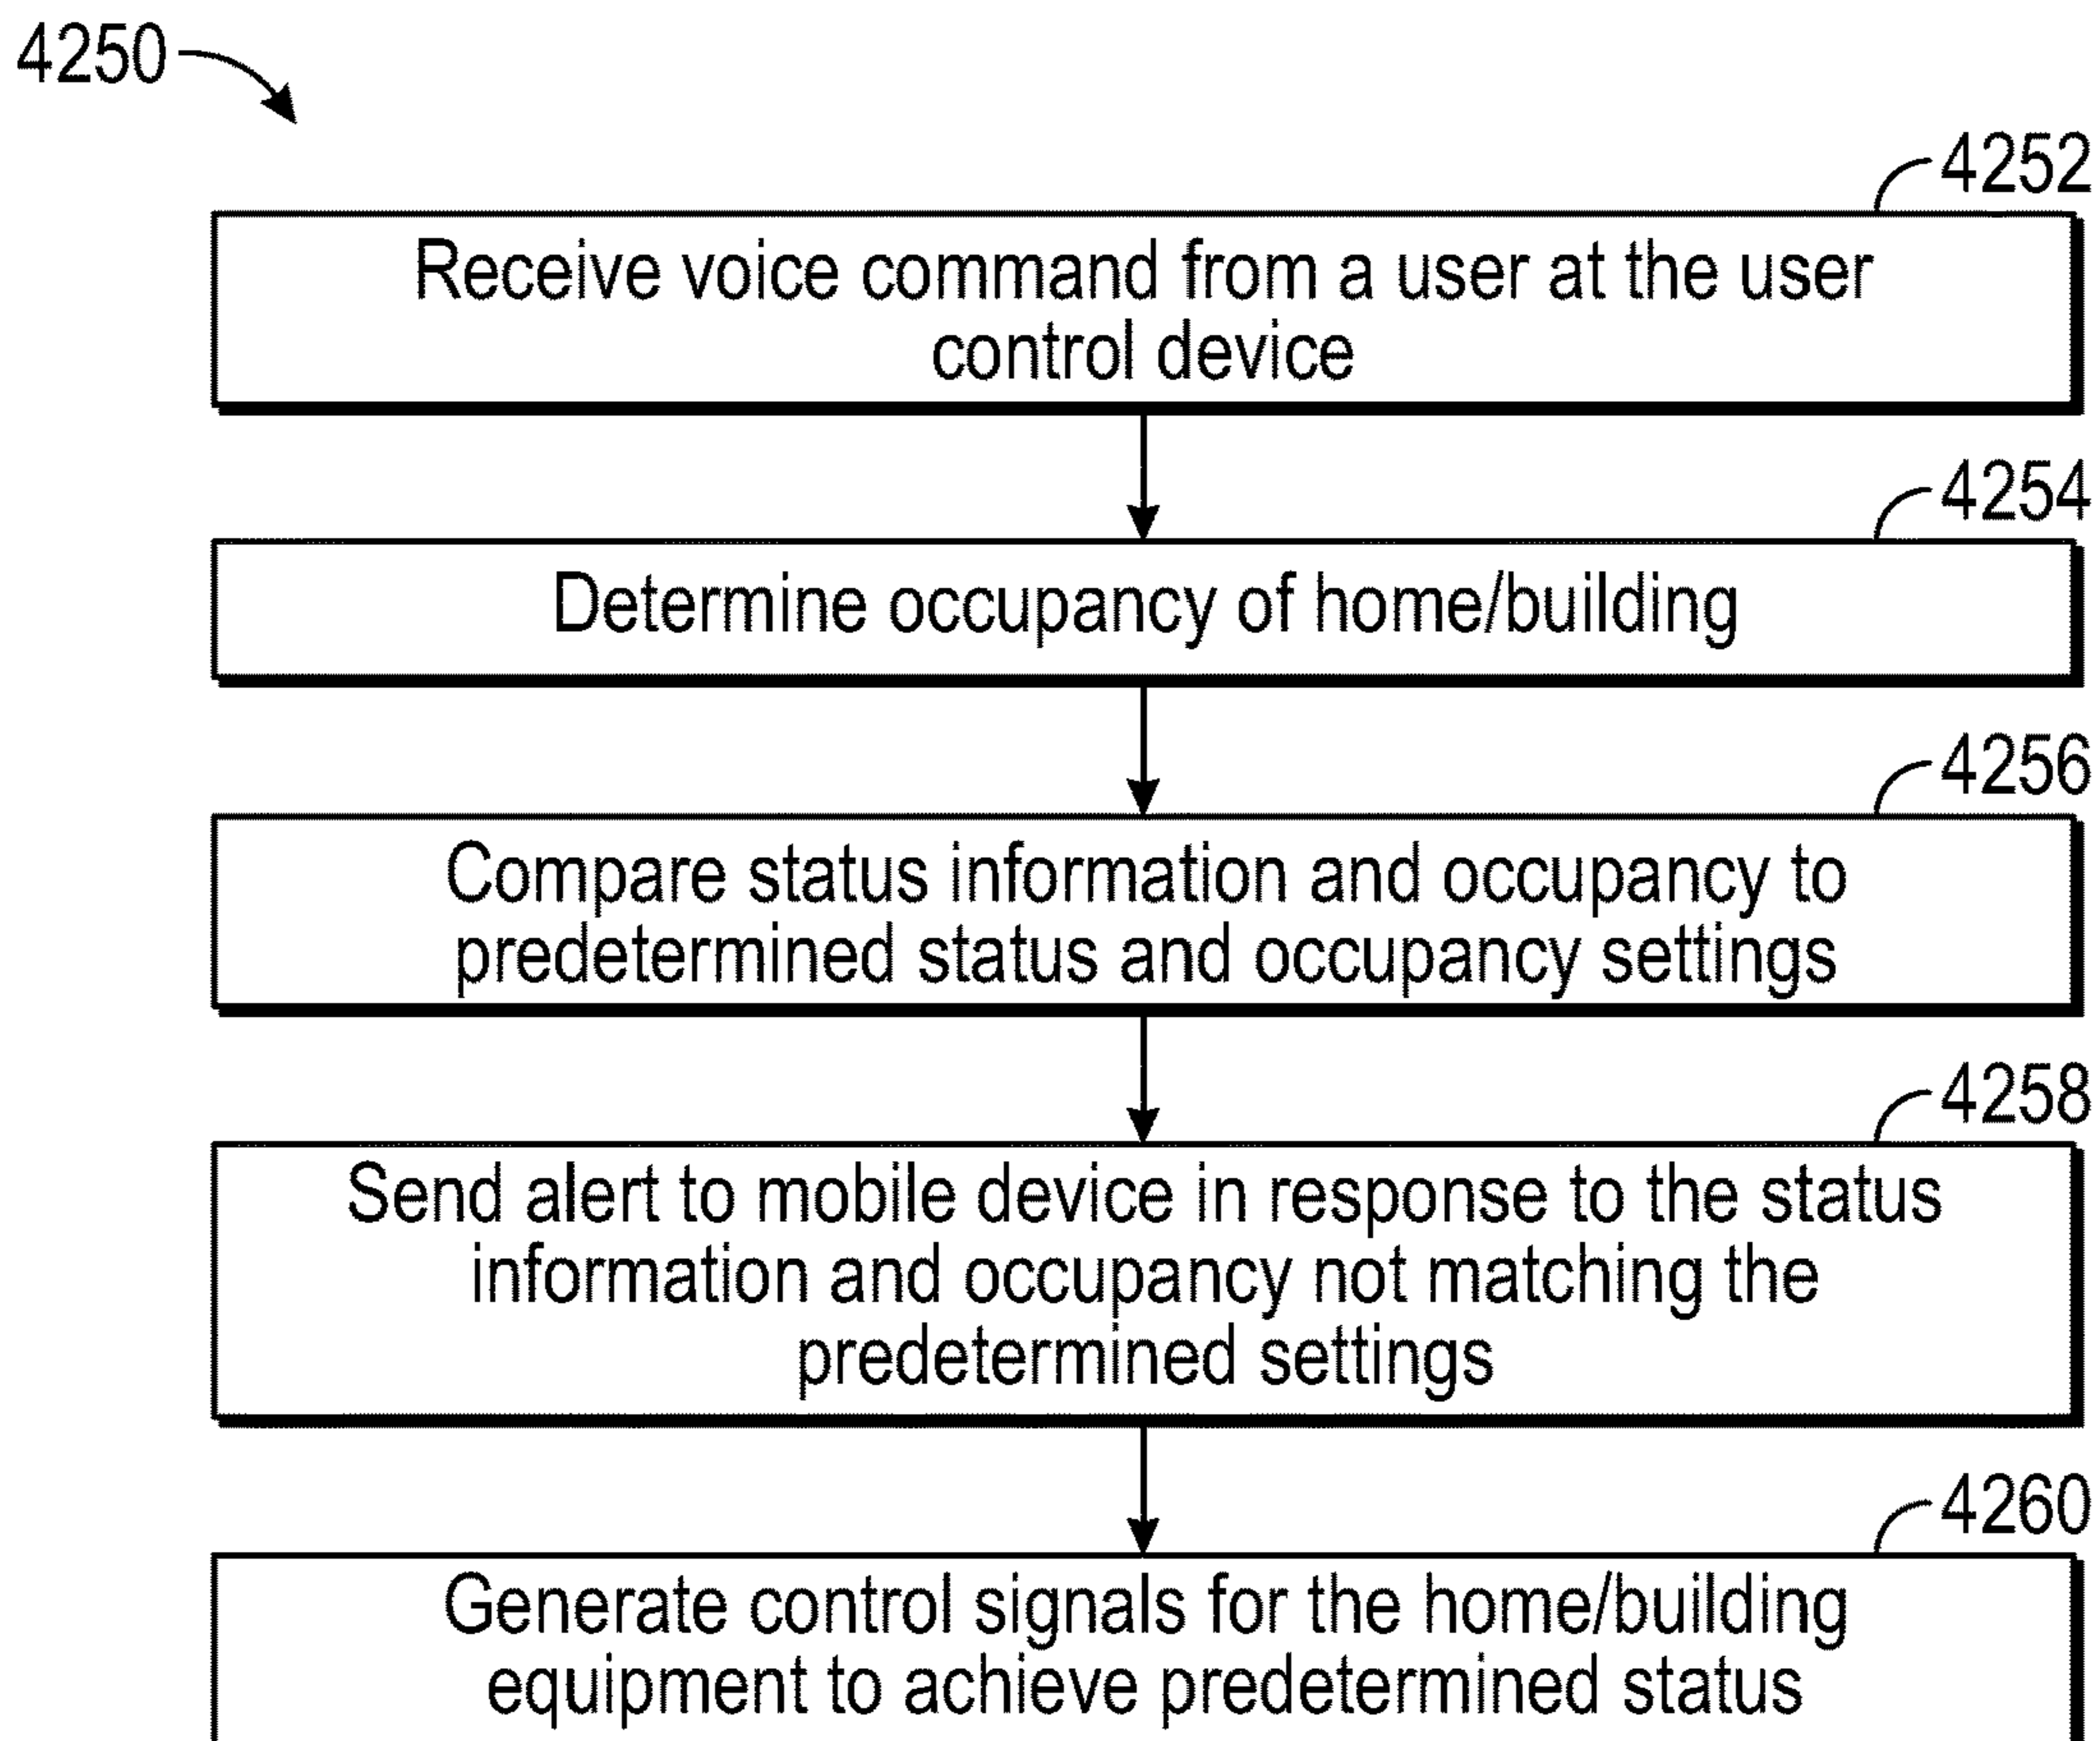 4250
4252
Receive voice command from a user at the user
control device
4254
Determine occupancy of home/building
4256
Compare status information and occupancy to
predetermined status and occupancy settings
4258
Send alert to mobile device in response to the status
information and occupancy not matching the
predetermined settings
4260
Generate control signals for the home/building
equipment to achieve predetermined status